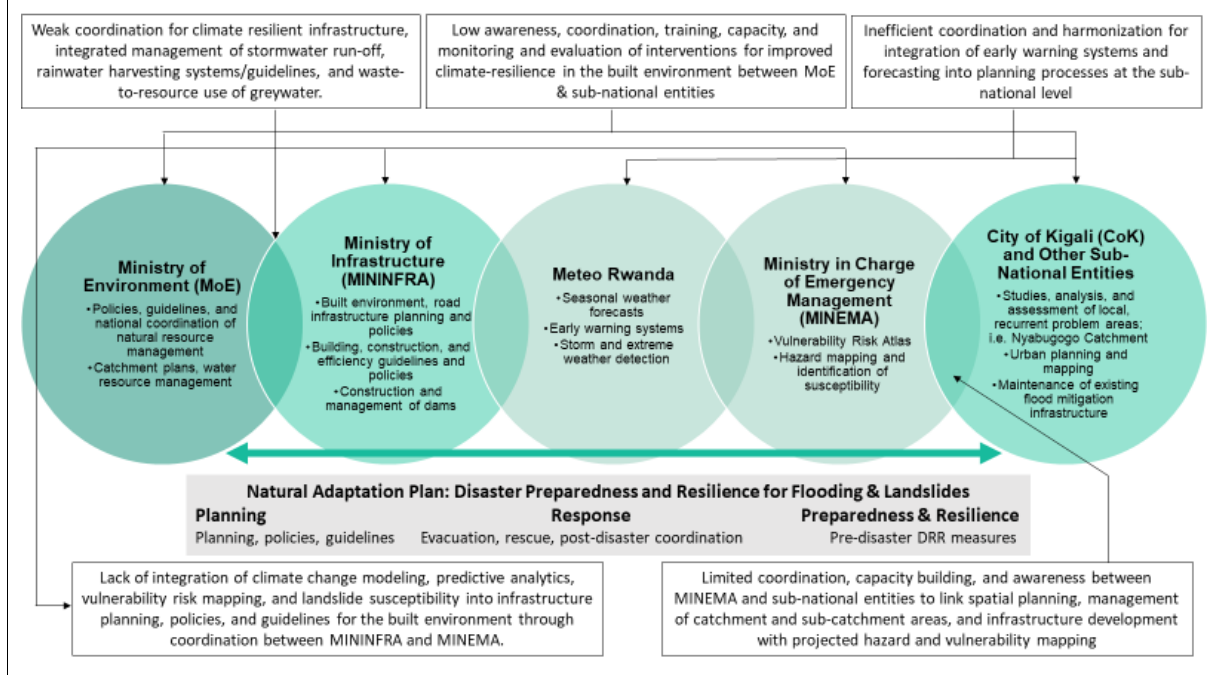 Weak coordination for climate resilient infrastructure,
integrated management of stormwater run-off,
rainwater harvesting systems/guidelines, and waste-
to-resource use of greywater.
Low awareness, coordination, training, capacity, and
monitoring and evaluation of interventions for improved
climate-resilience in the built environment between MoE
& sub-national entities
Inefficient coordination and harmonization for
integration of early warning systems and
forecasting into planning processes at the sub-
national level
Ministry of
Environment (MoE)
•Policies, guidelines, and
national coordination of
natural resource
management
•Catchment plans, water
resource management
Ministry of
Infrastructure
(MININFRA)
•Built environment, road
infrastructure planning and
policies
•Building, construction, and
efficiency guidelines and
policies
•Construction and
management of dams
Meteo Rwanda
•Seasonal weather
forecasts
•Early warning systems
•Storm and extreme
weather detection
Ministry in Charge
of Emergency
Management
(MINEMA)
•Vulnerability Risk Atlas
•Hazard mapping and
identification of
susceptibility
City of Kigali (CoK)
and Other Sub-
National Entities
•Studies, analysis, and
assessment of local,
recurrent problem areas;
i.e. Nyabugogo Catchment
•Urban planning and
mapping
•Maintenance of existing
flood mitigation
infrastructure
Natural Adaptation Plan: Disaster Preparedness and Resilience for Flooding & Landslides
Planning
Planning, policies, guidelines
Response
Evacuation, rescue, post-disaster coordination
Preparedness & Resilience
Pre-disaster DRR measures
Lack of integration of climate change modeling, predictive analytics,
vulnerability risk mapping, and landslide susceptibility into infrastructure
planning, policies, and guidelines for the built environment through
coordination between MININFRA and MINEMA.
Limited coordination, capacity building, and awareness between
MINEMA and sub-national entities to link spatial planning, management
of catchment and sub-catchment areas, and infrastructure development
with projected hazard and vulnerability mapping